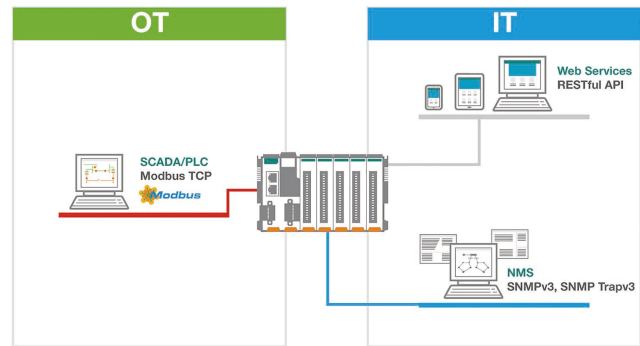 OT
IT
Web Services
RESTful API
SCADA/PLC
Modbus TCP
Modbus
NMS
SNMPv3, SNMP Trapv3